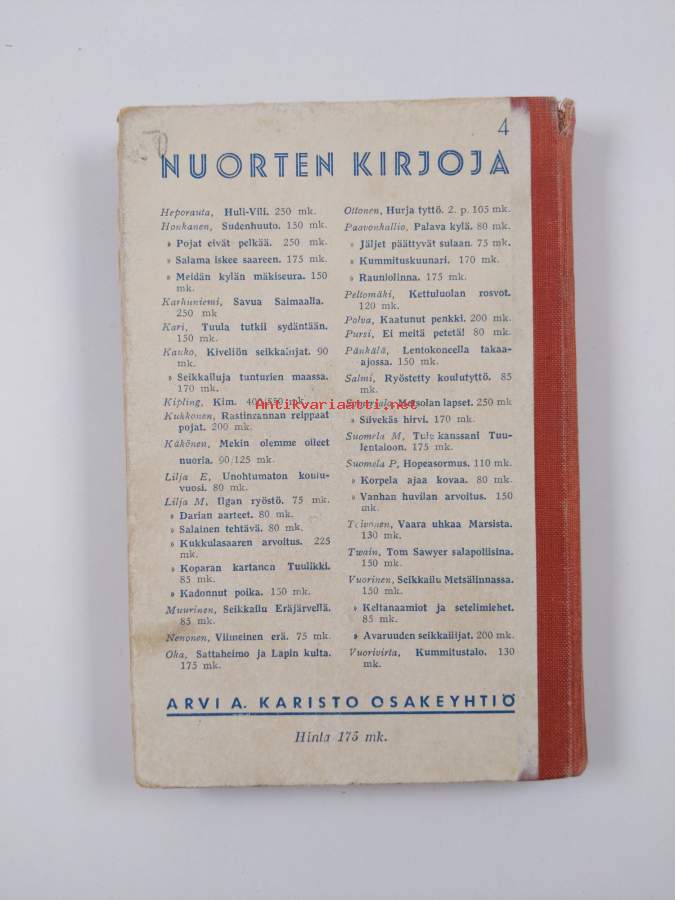 4
NUORTEN KIRJOJA
Heporauta, Huli-Vili. 250 mk.
Honkanen, Sudenhuuto. 150 mk.
» Pojat eivät pelkää. 250 mk.
» Salama iskee saareen. 175 mk.
» Meidän kylän mäkiseura. 150
mk.
Karhuniemi, Savua Saimaalla.
250 mk
Kari, Tuula tutkii sydäntään.
150 mk.
Kauko, Kiveliön seikkailijat. 90
mk.
» Seikkailuja tunturien maassa.
170 mk.
Kipling, Kim. 400/550 mk.
Kukkonen, Rastinrannan reippaat
pojat. 200 mk.
Käkönen, Mekin olemme olleet
nuoria. 90/125 mk.
Lilja E, Unohtumaton koulu-
vuosi. 80 mk.
Lilja M, Ilgan ryöstö. 75 mk.
» Darian aarteet. 80 mk.
» Salainen tehtävä. 80 mk.
» Kukkulasaaren arvoitus. 225
mk.
» Koparan kartanon Tuulikki.
85 mk.
» Kadonnut poika. 150 mk.
Muurinen, Seikkailu Eräjärvellä.
85 mk.
Nenonen, Viimeinen erä. 75 mk.
Oka, Sattaheimo ja Lapin kulta.
175 mk.
Ottonen, Hurja tyttö. 2. p. 105 mk.
Paavonkallio, Palava kylä. 80 mk.
» Jäljet päättyvät sulaan. 75 mk.
» Kummituskuunari. 170 mk.
» Rauniolinna. 175 mk.
Peltomäki, Kettuluolan rosvot.
120 mk.
Polva, Kaatunut penkki. 200 mk.
Pursi, Ei meitä petetä! 80 mk.
Pänkälä, Lentokoneella takaa-
ajossa. 150 mk.
Salmi, Ryöstetty koulutyttö. 85
mk.
Metsolan lapset. 250 mk
» Siivekäs hirvi. 170 mk.
Suomela M, Tule kanssani Tuu-
lentaloon. 175 mk.
Suomela P, Hopeasormus. 110 mk.
» Korpela ajaa kovaa. 80 mk.
» Vanhan huvilan arvoitus. 150
mk.
Toivonen, Vaara uhkaa Marsista.
130 mk.
Twain, Tom Sawyer salapoliisina.
150 mk.
Vuorinen, Seikkailu Metsälinnassa.
150 mk.
» Keltanaamiot ja setelimiehet.
85 mk.
» Avaruuden seikkailijat. 200 mk.
Vuorivirta, Kummitustalo. 130
mk.
Antikvariaatti.net
ARVI A. KARISTO OSAKEYHTIÖ
Hinta 175 mk.